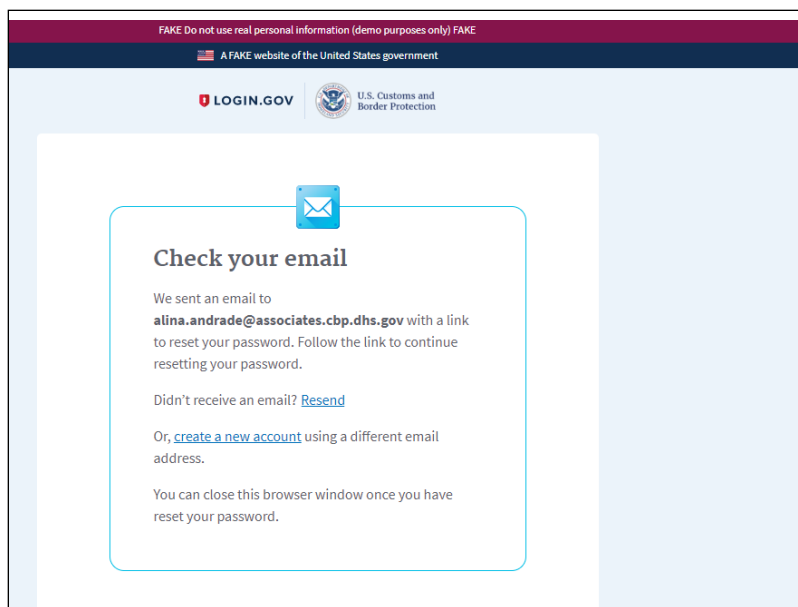 FAKE Do not use real personal information (demo purposes only) FAKE
A FAKE website of the United States government
LOGIN.GOV
U.S. Customs and
Border Protection
Check your email
We sent an email to
alina.andrade@associates.cbp.dhs.gov with a link
to reset your password. Follow the link to continue
resetting your password.
Didn’t receive an email? Resend
Or, create a new account using a different email
address.
You can close this browser window once you have
reset your password.